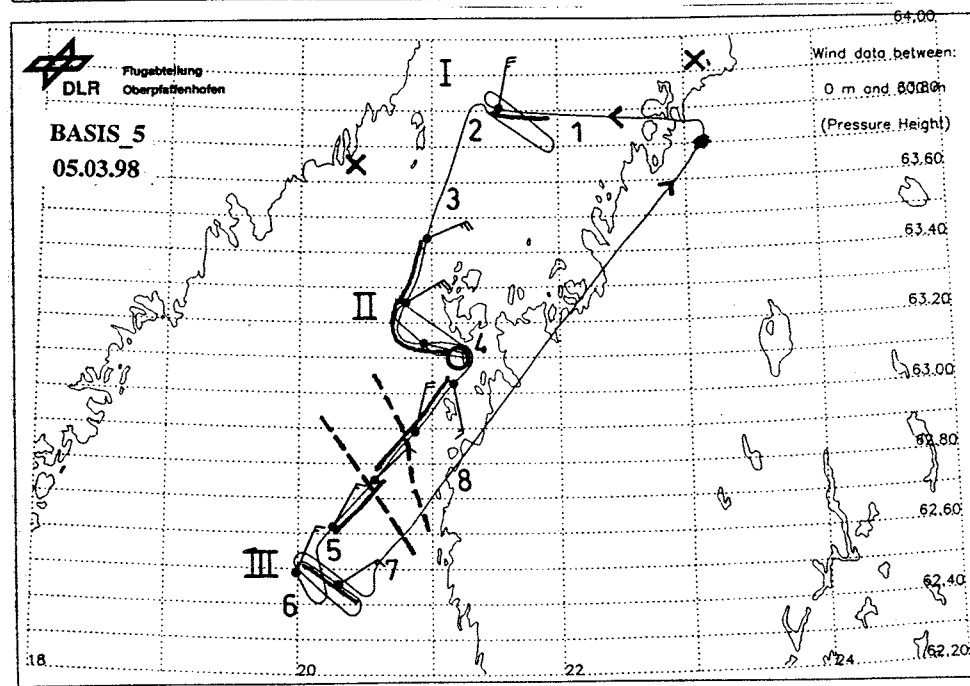 64.00
Wind data between:
Flugabteilung
DLR Oberpfaffenhofen
I
0 m and
BASIS_5
2
1
(Pressure Height)
05.03.98
63.60
3
63.40
II
63.20
4
63.00
62.80
8
62.60
5
III
7
62.40
6
18
20
22
24
62.20